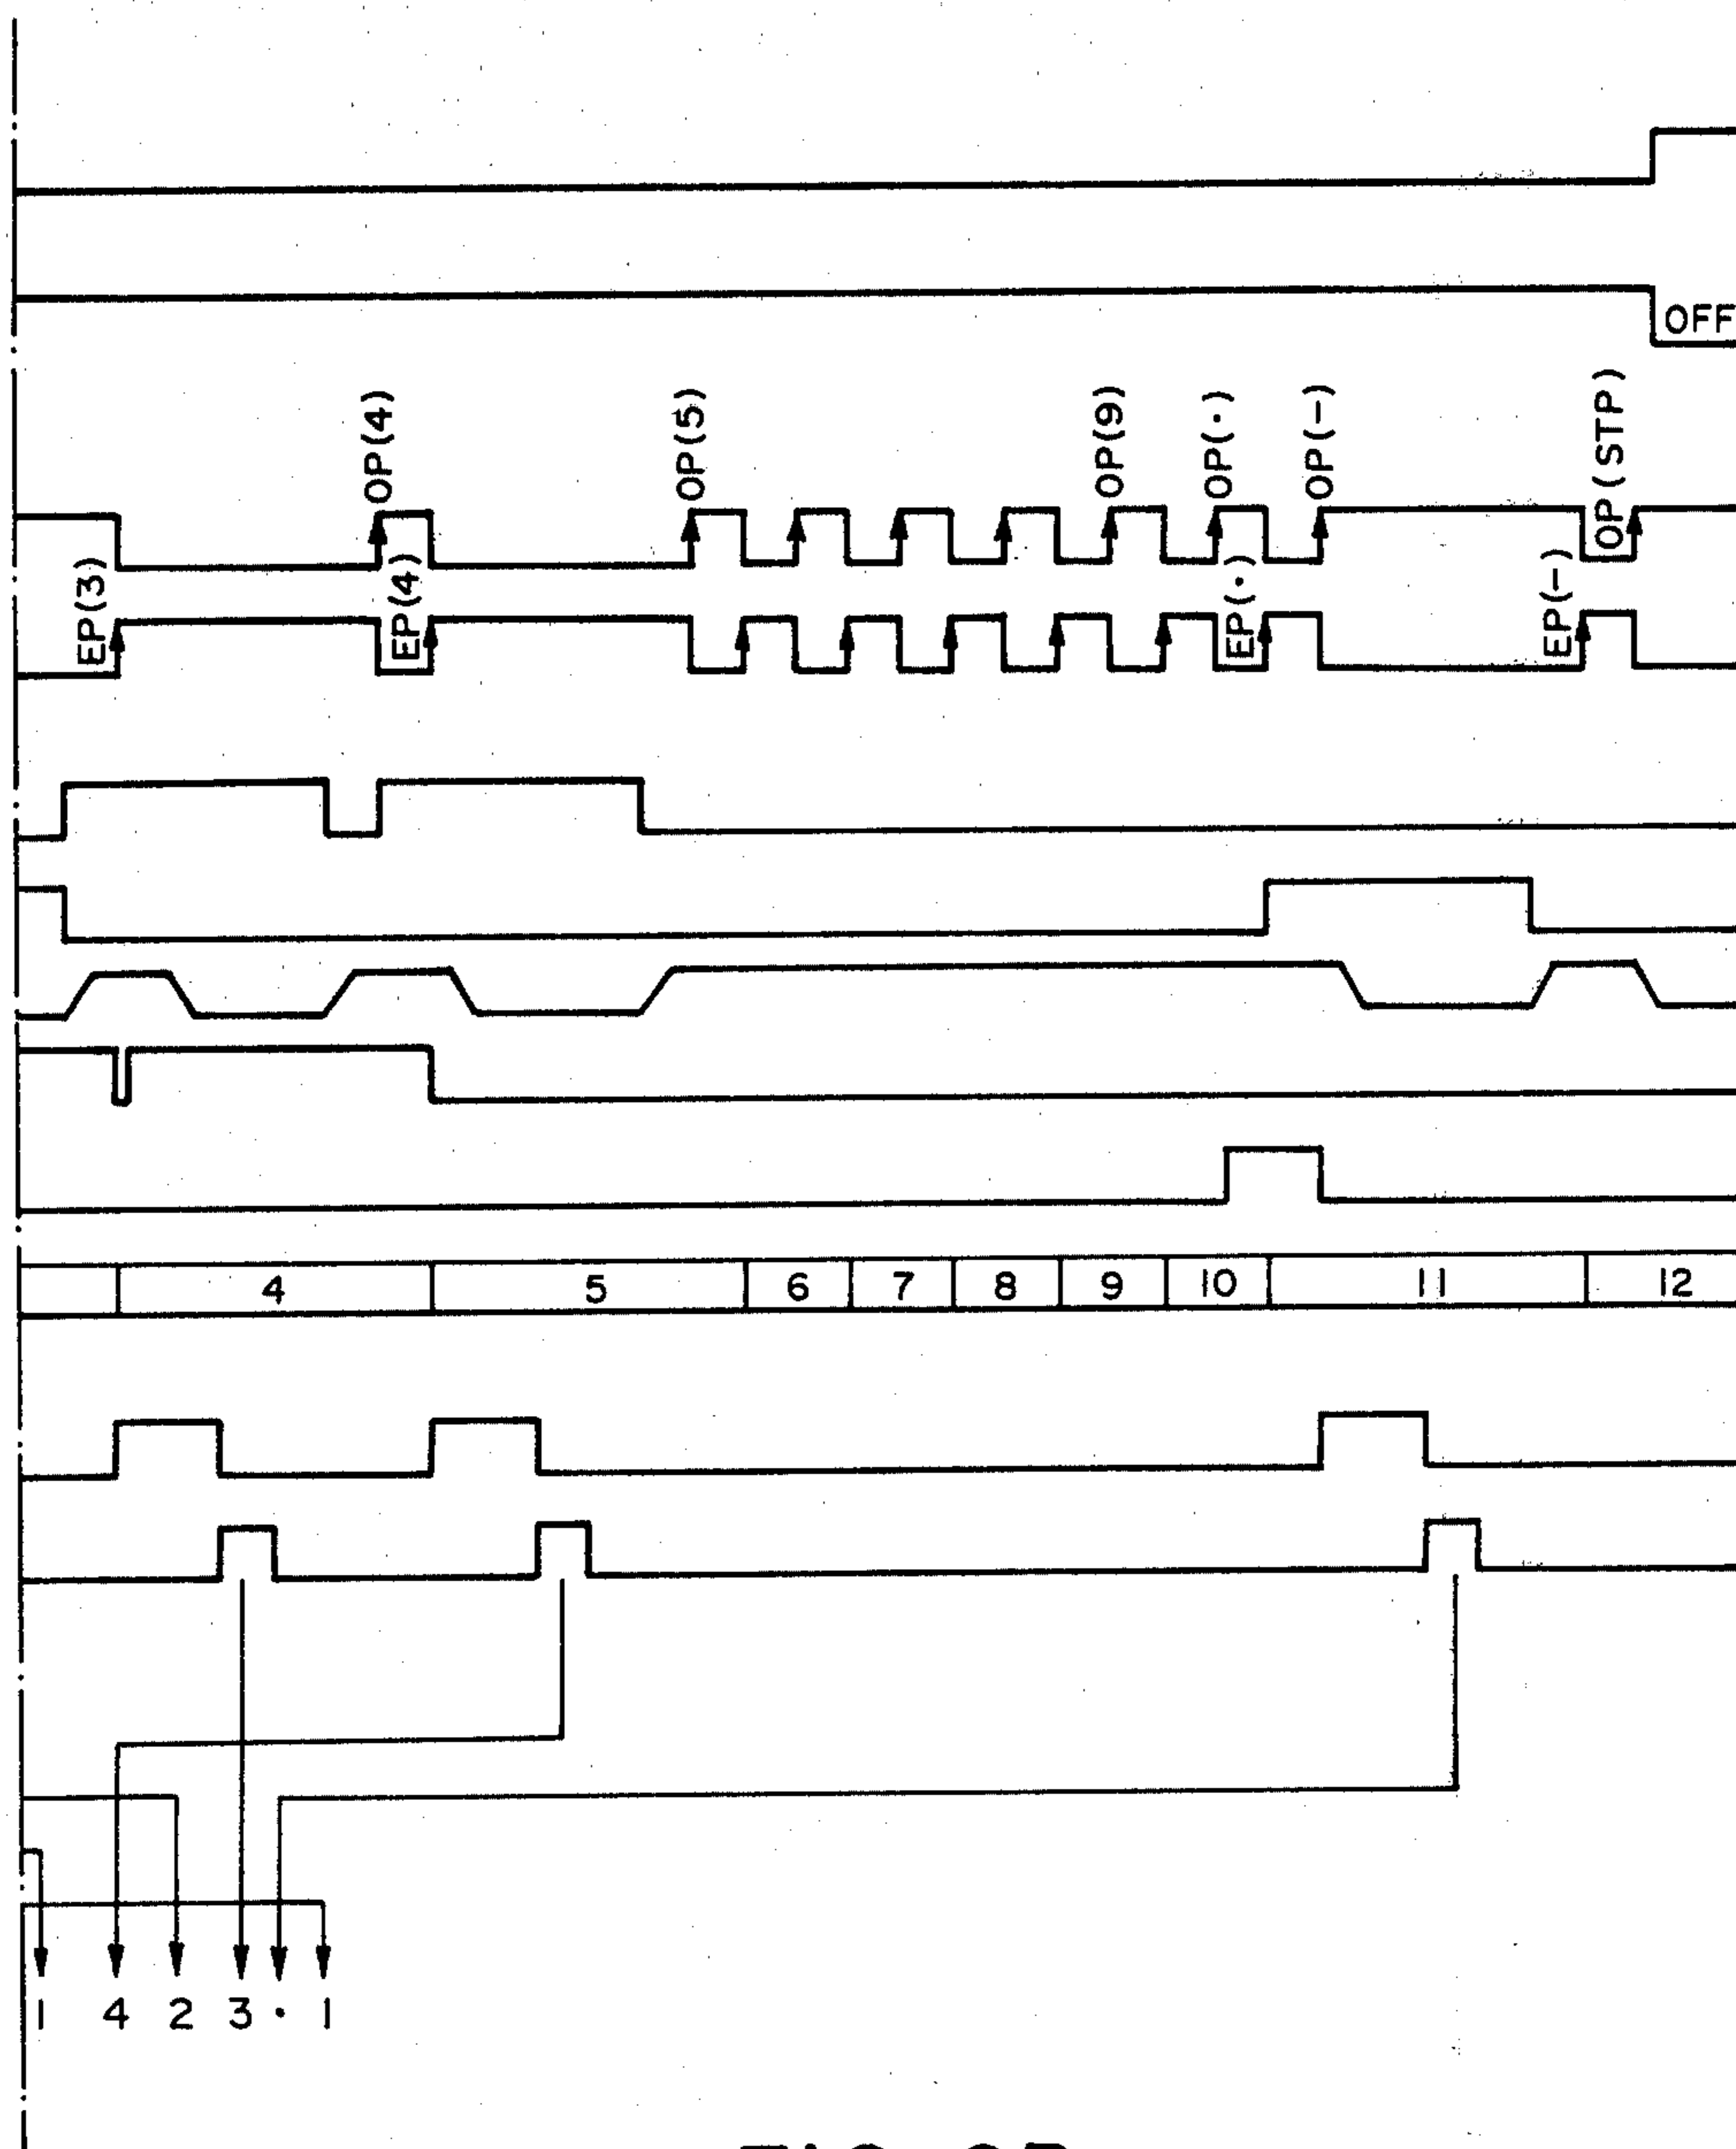 OFF
OP(4)
OP(5)
OP(9)
OP(·)
OP(-)
OP(STP)
EP(3)
EP(4)
EP(·)
EP(-)
4 5 6 7 8 9 10 11 12
1 4 2 3 · 1